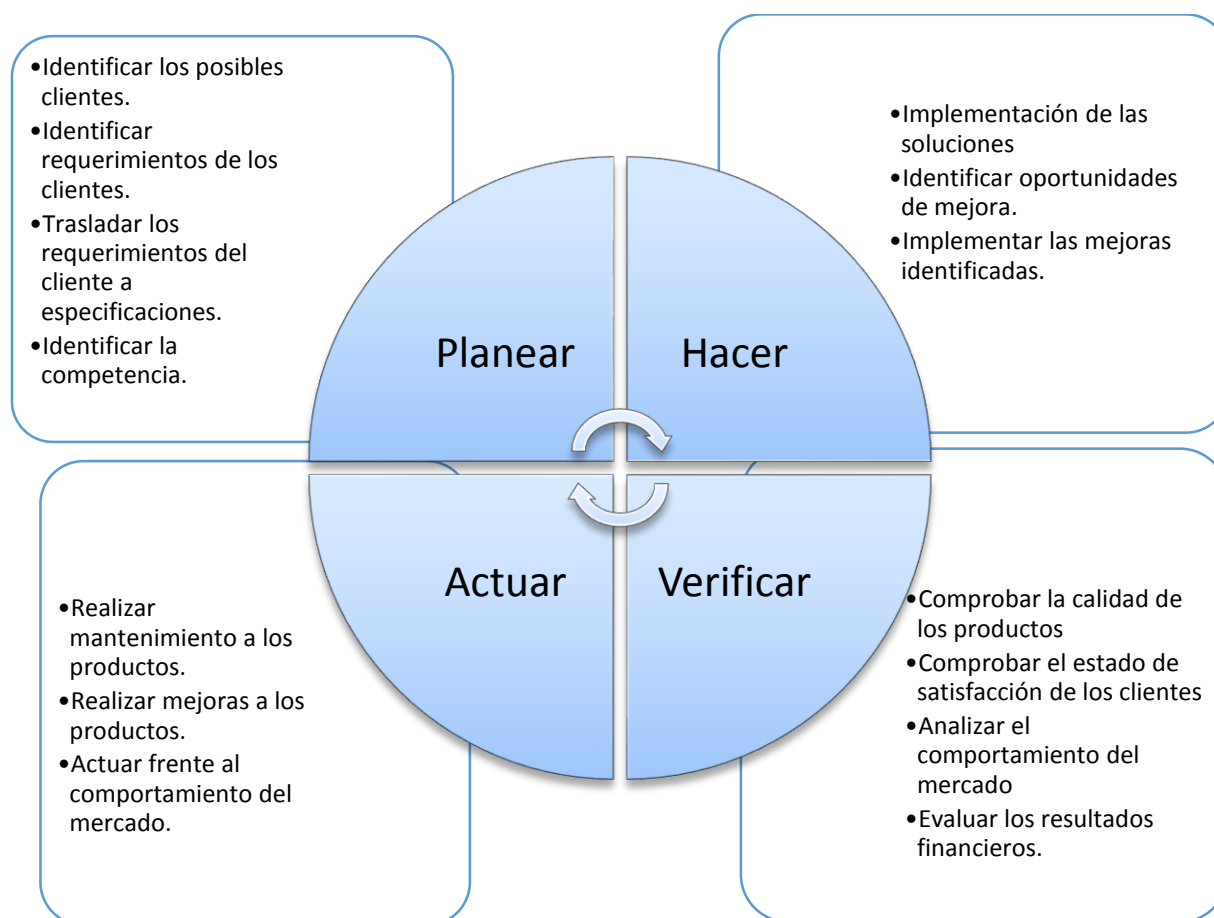 •Identificar los posibles
clientes.
•Identificar
requerimientos de los
clientes.
•Trasladar los
requerimientos del
cliente a
especificaciones.
•Identificar la
competencia.
•Implementación de las
soluciones
•Identificar oportunidades
de mejora.
•Implementar las mejoras
identificadas.
Planear
Hacer
Actuar
Verificar
•Realizar
mantenimiento a los
productos.
•Realizar mejoras a los
productos.
•Actuar frente al
comportamiento del
mercado.
•Comprobar la calidad de
los productos
•Comprobar el estado de
satisfacción de los clientes
•Analizar el
comportamiento del
mercado
•Evaluar los resultados
financieros.